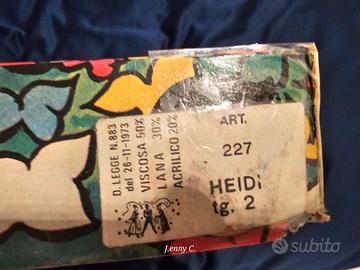 D. LEGGE N. 883
del 26-11-1973
VISCOSA 50%
LANA 30%
ACRILICO 20%
ART.
227
HEIDI
tg. 2
Jenny C.
subito